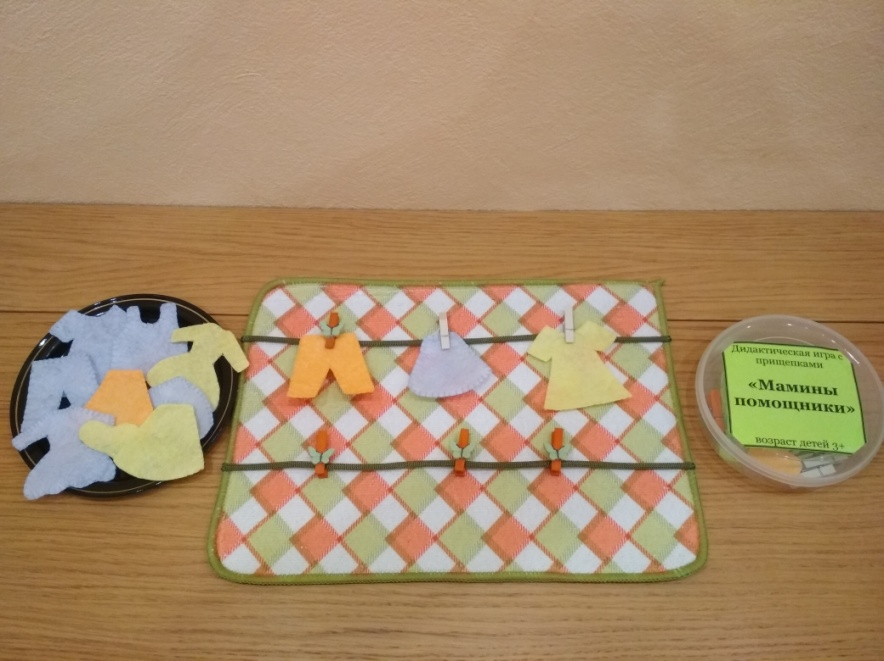 Дидактическая игра с
прищепками
«Мамины
помощники»
возраст детей 3+